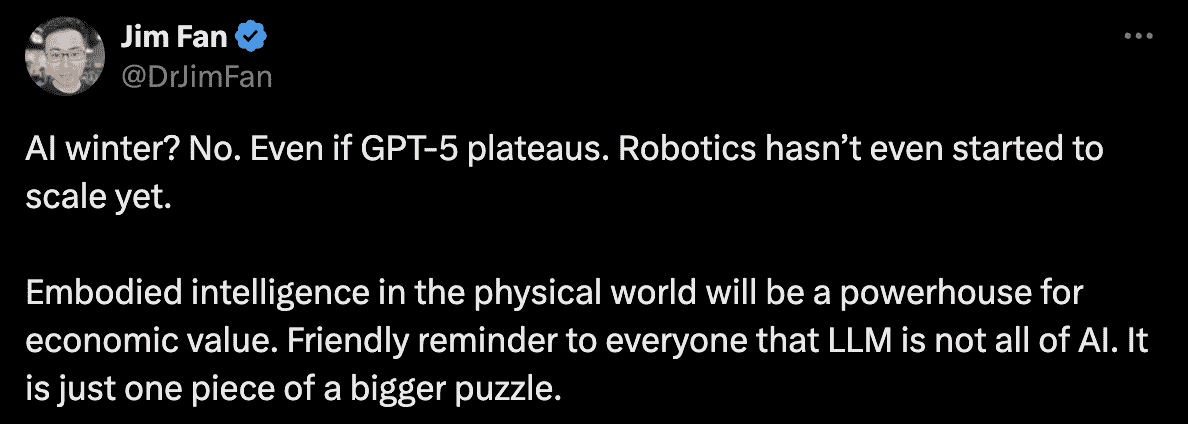 Jim Fan
@DrJimFan
AI winter? No. Even if GPT-5 plateaus. Robotics hasn’t even started to
scale yet.
Embodied intelligence in the physical world will be a powerhouse for
economic value. Friendly reminder to everyone that LLM is not all of AI. It
is just one piece of a bigger puzzle.